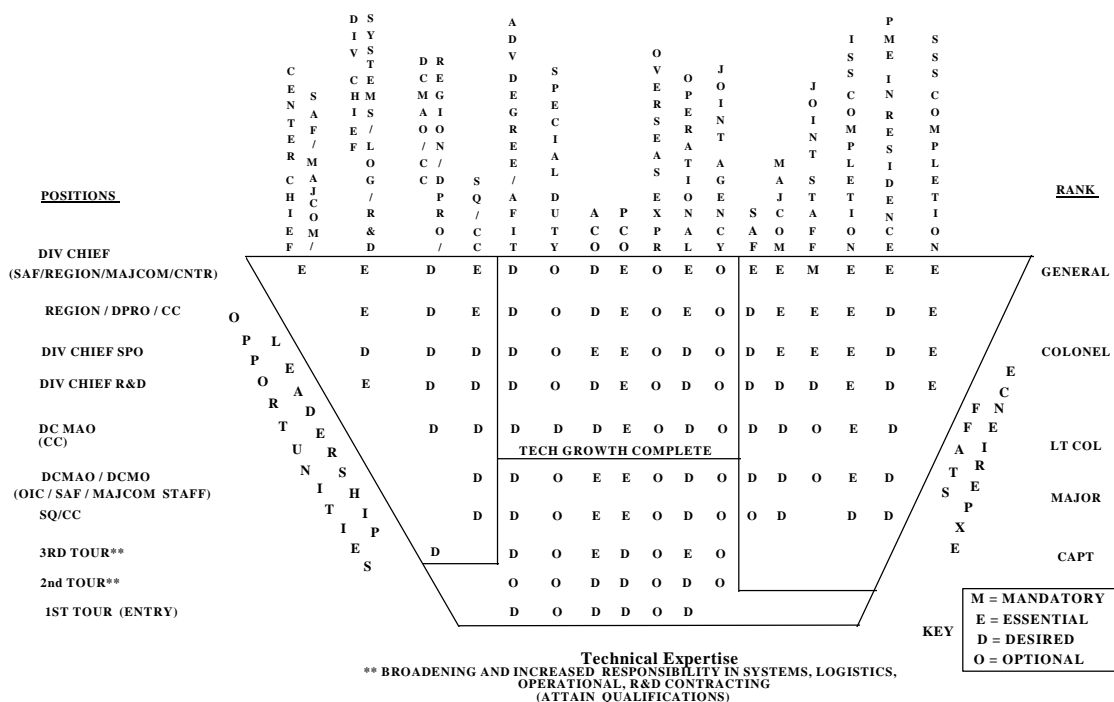 CENTER CHIEF
SAF/MAJCOM/
DIV CHIEF
SYSTEMS/LOG/R&D
DCMAO/CC
REGION/DPRO/
SQ/CC
ADV DEGREE/AFIT
SPECIAL DUTY
ACO
PCO
OVERSEAS EXPR
OPERATIONAL
JOINT AGENCY
SAF
MAJCOM
JOINT STAFF
ISS COMPLETION
PME IN RESIDENCE
SSS COMPLETION
POSITIONS
RANK
DIV CHIEF
(SAF/REGION/MAJCOM/CNTR) E E D E D O D E O E O E E M E E E GENERAL
REGION / DPRO / CC E D E D O D E O E O D E E E D E
DIV CHIEF SPO D D D D O E E O D O D E E E D E COLONEL
DIV CHIEF R&D E D D D O D E O D O D D D E D E
DC MAO D D D D D E O D O D D O E D
(CC)
LT COL
TECH GROWTH COMPLETE
DCMAO / DCMO D D O E E O D O D D O E D
(OIC / SAF / MAJCOM STAFF)
MAJOR
SQ/CC D D O E E O D O O D D D
3RD TOUR** D D O E D O E O CAPT
2nd TOUR** O O D D O D O
1ST TOUR (ENTRY) D O D D O D
OPPORTUNITIES
LEADERSHIPS
STAFF
EXPERIENCE
KEY
M = MANDATORY
E = ESSENTIAL
D = DESIRED
O = OPTIONAL
Technical Expertise
** BROADENING AND INCREASED RESPONSIBILITY IN SYSTEMS, LOGISTICS,
OPERATIONAL, R&D CONTRACTING
(ATTAIN QUALIFICATIONS)